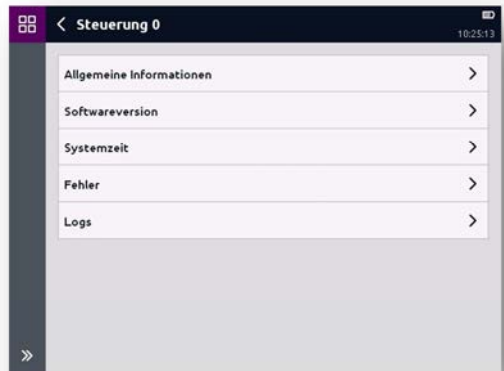 Steuerung 0
10:25:13
Allgemeine Informationen
Softwareversion
Systemzeit
Fehler
Logs